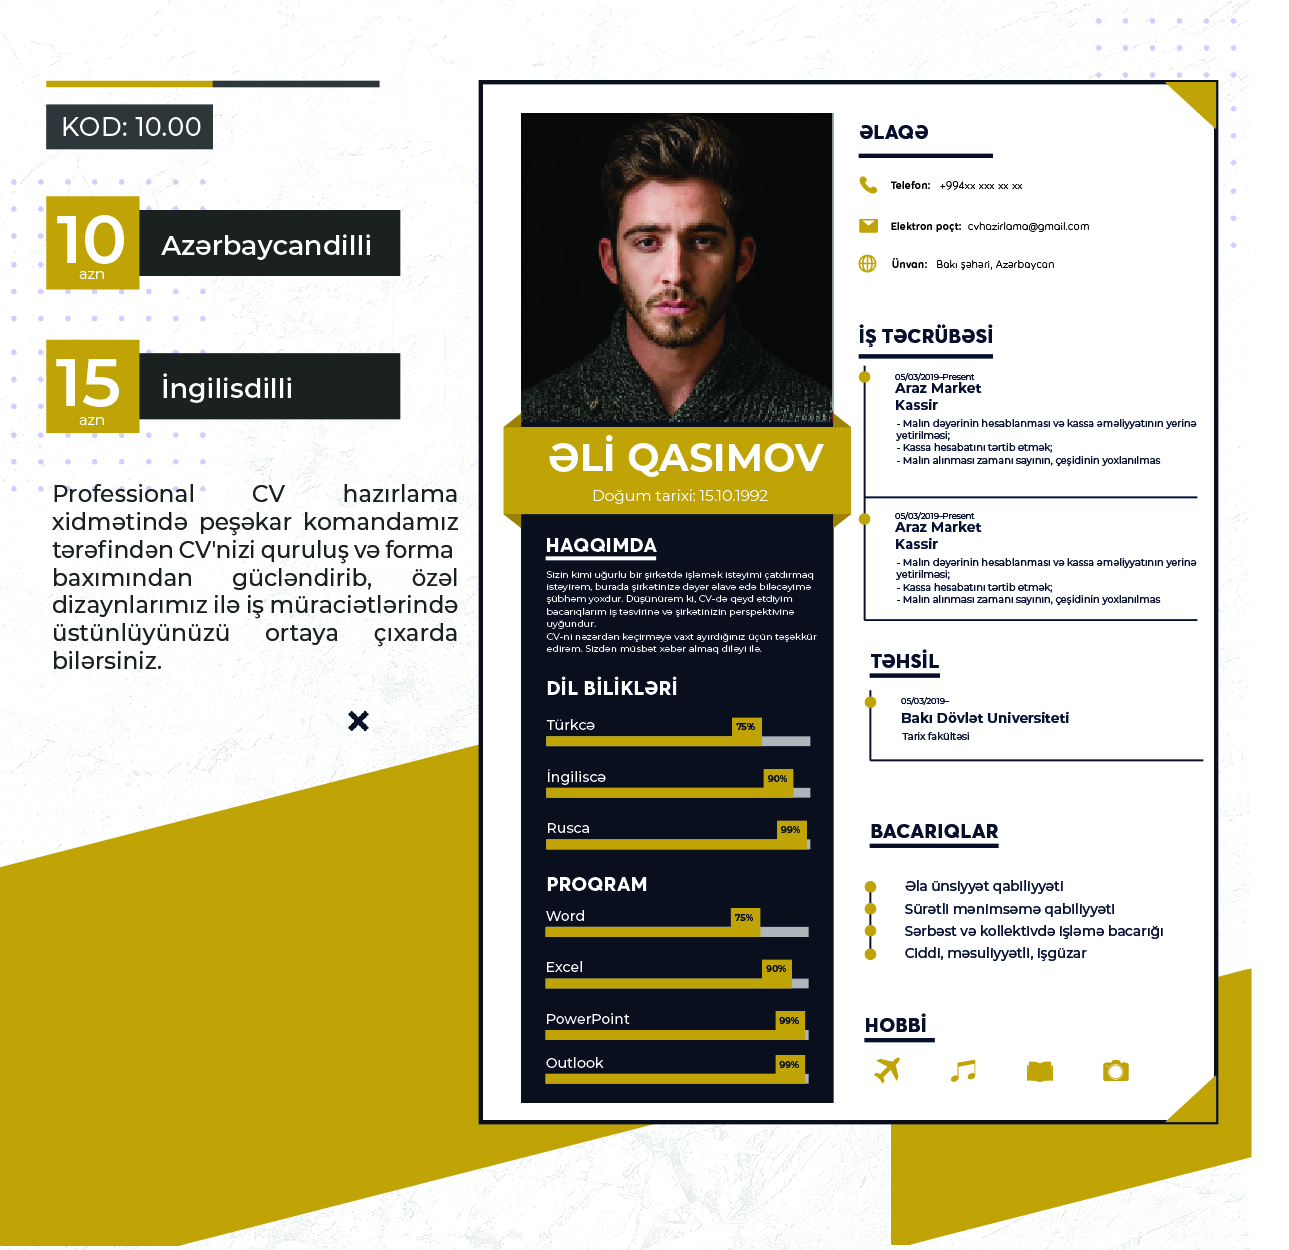 KOD: 10.00
10
azn
Azərbaycandilli
15
azn
İngilisdilli
Professional CV hazırlama
xidmətində peşəkar komandamız
tərəfindən CV'nizi quruluş və forma
baxımından gücləndirib, özəl
dizaynlarımız ilə iş müraciətlərində
üstünlüyünüzü ortaya çıxarda
bilərsiniz.
ƏLİ QASIMOV
Doğum tarixi: 15.10.1992
HAQQIMDA
Sizin kimi uğurlu bir şirkətdə işləmək istəyimi çatdırmaq
istəyirəm, burada şirkətinizə dəyər əlavə edə biləcəyimə
şübhəm yoxdur. Düşünürəm ki, CV-də qeyd etdiyim
bacarıqlarım iş təsvirinə və şirkətinizin perspektivinə
uyğundur.
CV-ni nəzərdən keçirməyə vaxt ayırdığınız üçün təşəkkür
edirəm. Sizdən müsbət xəbər almaq diləyi ilə.
DİL BİLİKLƏRİ
Türkcə 75%
İngiliscə 90%
Rusca 99%
PROQRAM
Word 75%
Excel 90%
PowerPoint 99%
Outlook 99%
ƏLAQƏ
Telefon: +994xx xxx xx xx
Elektron poçt: cvhazirlama@gmail.com
Ünvan: Bakı şəhəri, Azərbaycan
İŞ TƏCRÜBƏSİ
05/03/2019–Present
Araz Market
Kassir
- Malın dəyərinin hesablanması və kassa əməliyyatının yerinə
yetirilməsi;
- Kassa hesabatını tərtib etmək;
- Malın alınması zamanı sayının, çeşidinin yoxlanılmas
05/03/2019–Present
Araz Market
Kassir
- Malın dəyərinin hesablanması və kassa əməliyyatının yerinə
yetirilməsi;
- Kassa hesabatını tərtib etmək;
- Malın alınması zamanı sayının, çeşidinin yoxlanılmas
TƏHSİL
05/03/2019–
Bakı Dövlət Universiteti
Tarix fakültəsi
BACARIQLAR
Əla ünsIyyət qabIlIyyətI
SürətlI mənImsəmə qabIlIyyətI
Sərbəst və kollektIvdə Işləmə bacarığı
CIddI, məsulIyyətlI, Işgüzar
HOBBİ